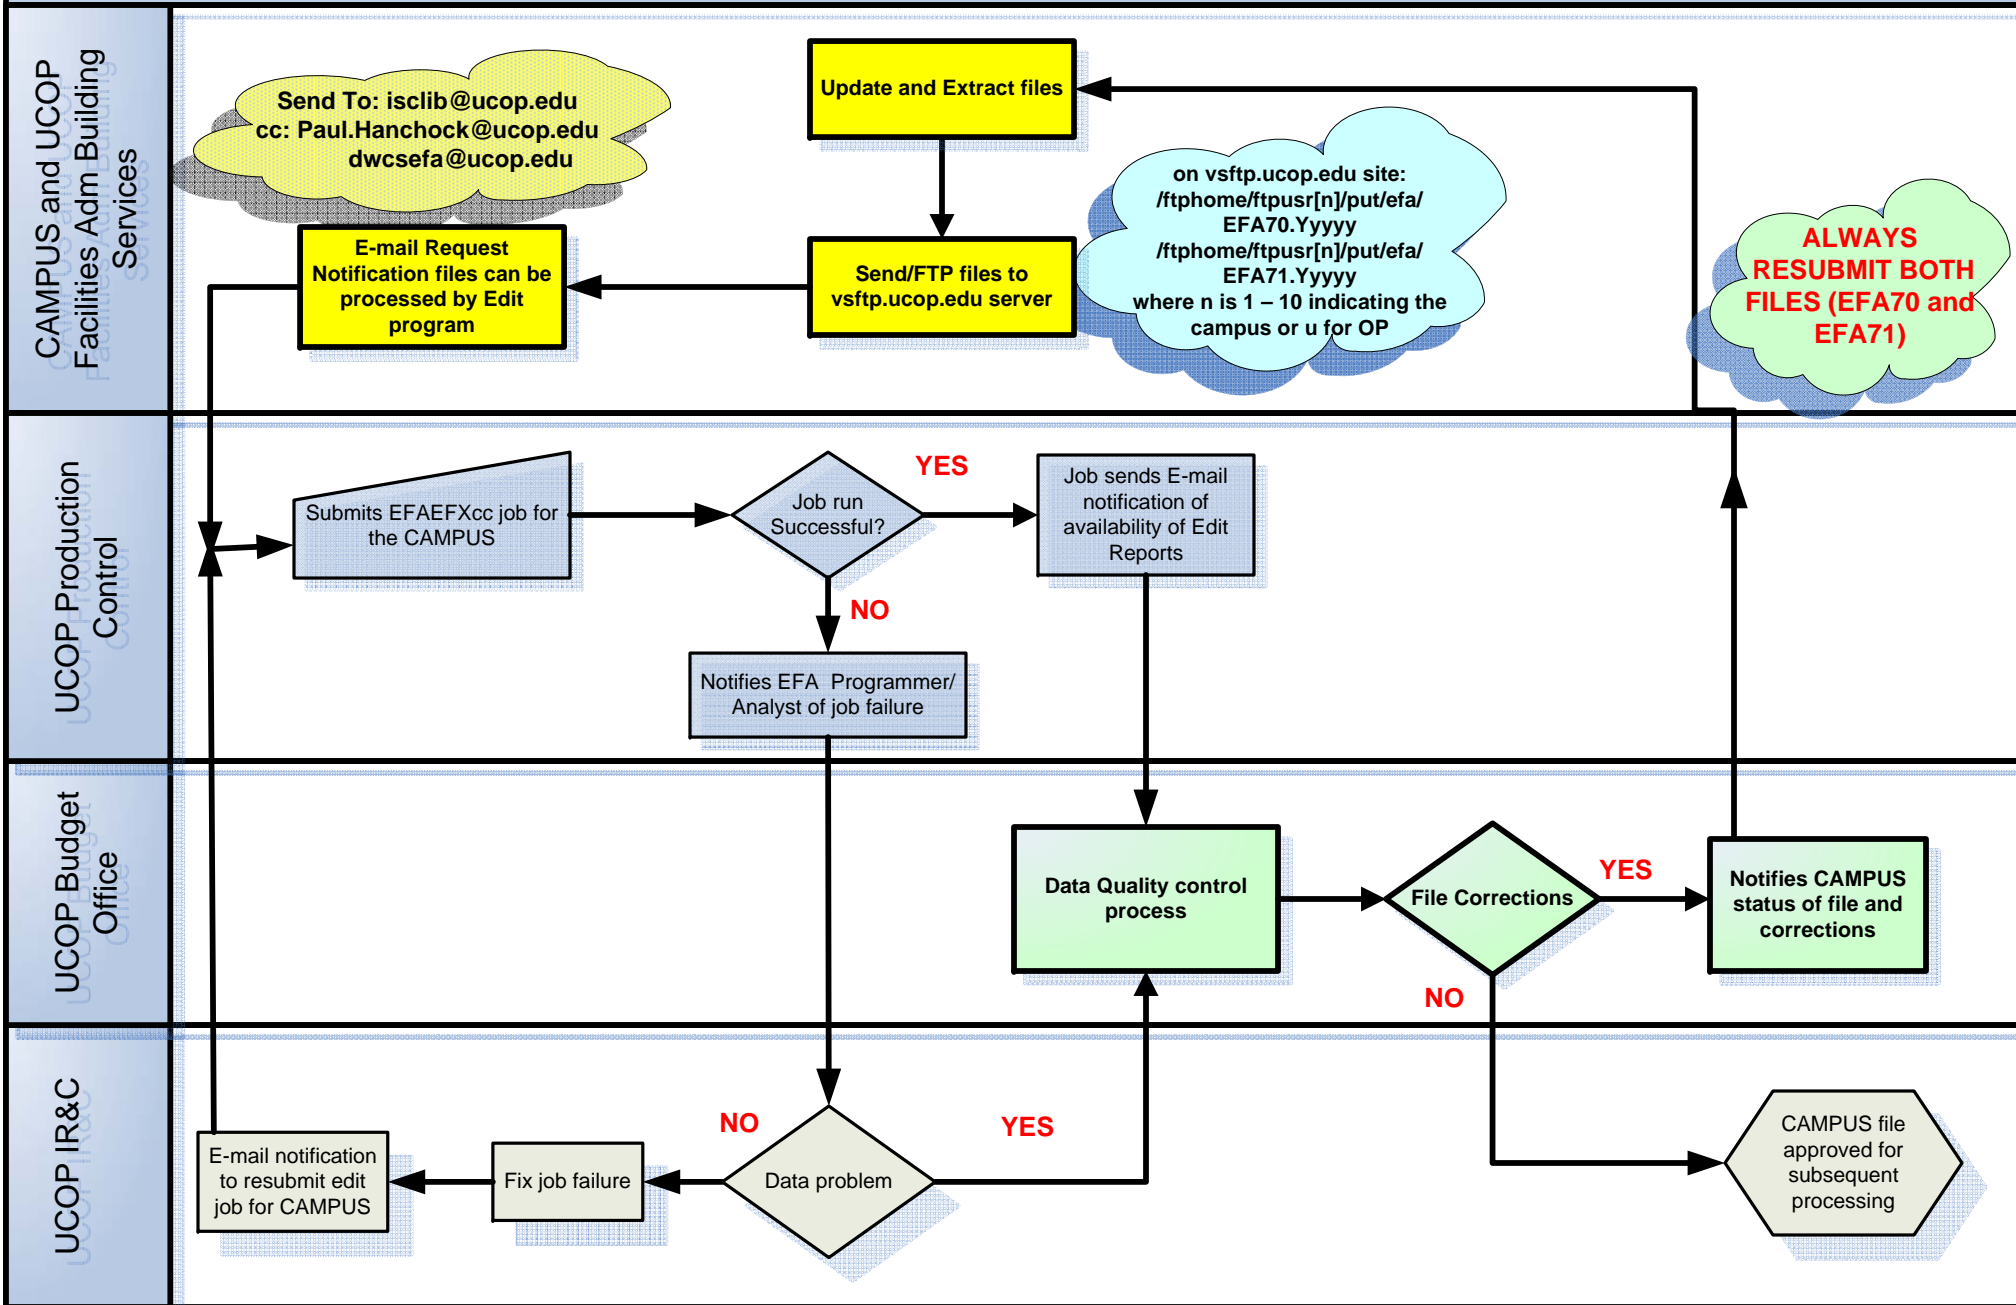 CAMPUS and UCOP
Facilities Adm Building
Services
Send To: isclib@ucop.edu
cc: Paul.Hanchock@ucop.edu
dwcsefa@ucop.edu
Update and Extract files
on vsftp.ucop.edu site:
/ftphome/ftpusr[n]/put/efa/
EFA70.Yyyyy
/ftphome/ftpusr[n]/put/efa/
EFA71.Yyyyy
where n is 1 – 10 indicating the
campus or u for OP
ALWAYS
RESUBMIT BOTH
FILES (EFA70 and
EFA71)
E-mail Request
Notification files can be
processed by Edit
program
Send/FTP files to
vsftp.ucop.edu server
UCOP Production
Control
Submits EFAEFXcc job for
the CAMPUS
Job run
Successful?
YES
Job sends E-mail
notification of
availability of Edit
Reports
NO
Notifies EFA Programmer/
Analyst of job failure
UCOP Budget
Office
Data Quality control
process
File Corrections
YES
Notifies CAMPUS
status of file and
corrections
NO
UCOP IR&C
E-mail notification
to resubmit edit
job for CAMPUS
Fix job failure
NO
Data problem
YES
CAMPUS file
approved for
subsequent
processing